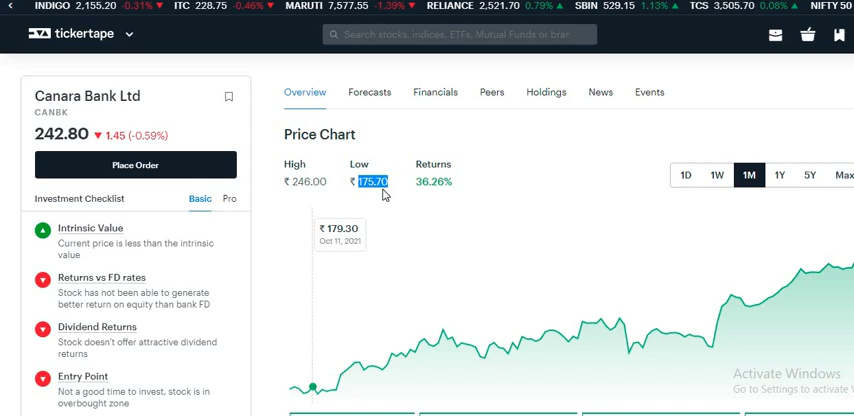 INDIGO 2,155.20 -0.31% ▼ ITC 228.75 -0.46% ▼ MARUTI 7,577.55 -1.39% ▼ RELIANCE 2,521.70 0.79% ▲ SBIN 529.15 1.13% ▲ TCS 3,505.70 0.08% ▲ NIFTY 50
tickertape
Search stocks, indices, ETFs, Mutual Funds or bran
Canara Bank Ltd
CANBK
242.80 ▼ 1.45 (-0.59%)
Place Order
Investment Checklist Basic Pro
Intrinsic Value
Current price is less than the intrinsic
value
Returns vs FD rates
Stock has not been able to generate
better return on equity than bank FD
Dividend Returns
Stock doesn't offer attractive dividend
returns
Entry Point
Not a good time to invest, stock is in
overbought zone
Overview Forecasts Financials Peers Holdings News Events
Price Chart
High Low Returns
₹ 246.00 ₹ 175.70 36.26%
1D 1W 1M 1Y 5Y Max
₹ 179.30
Oct 11, 2021
Activate Windows
Go to Settings to activate W